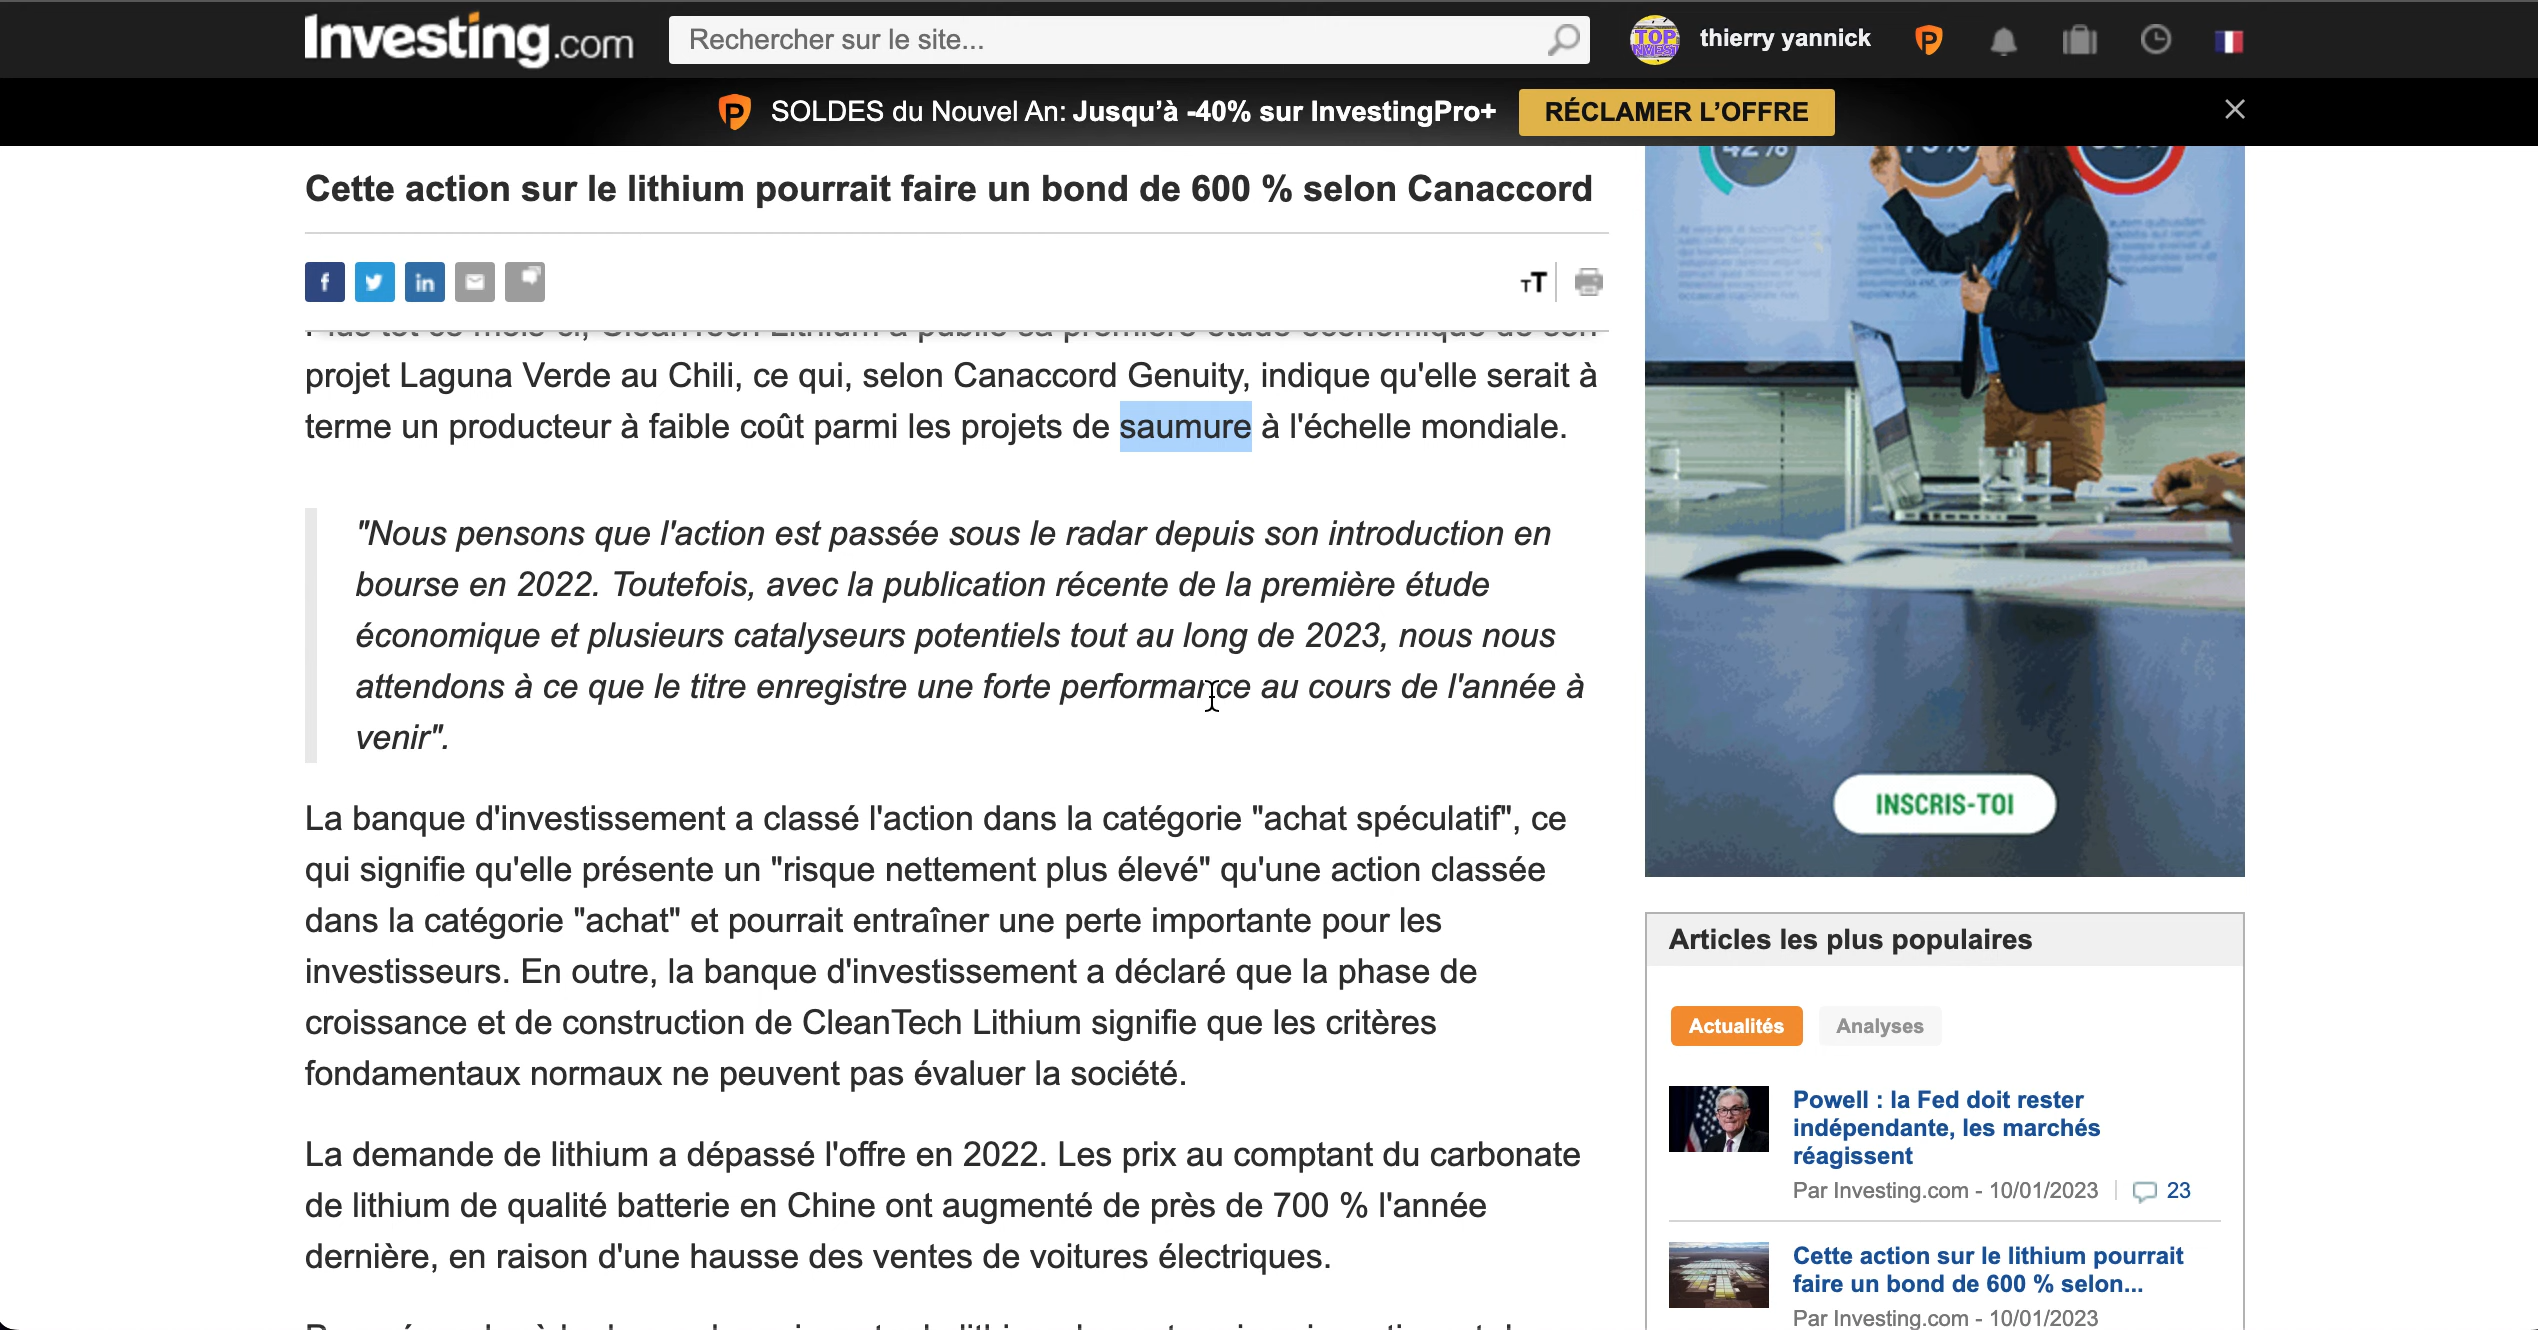 Investing.com
Rechercher sur le site...
TOP
INVEST
thierry yannick
SOLDES du Nouvel An: Jusqu'à -40% sur InvestingPro+
RÉCLAMER L'OFFRE
Cette action sur le lithium pourrait faire un bond de 600 % selon Canaccord
projet Laguna Verde au Chili, ce qui, selon Canaccord Genuity, indique qu'elle serait à
terme un producteur à faible coût parmi les projets de saumure à l'échelle mondiale.
"Nous pensons que l'action est passée sous le radar depuis son introduction en
bourse en 2022. Toutefois, avec la publication récente de la première étude
économique et plusieurs catalyseurs potentiels tout au long de 2023, nous nous
attendons à ce que le titre enregistre une forte performance au cours de l'année à
venir".
La banque d'investissement a classé l'action dans la catégorie "achat spéculatif", ce
qui signifie qu'elle présente un "risque nettement plus élevé" qu'une action classée
dans la catégorie "achat" et pourrait entraîner une perte importante pour les
investisseurs. En outre, la banque d'investissement a déclaré que la phase de
croissance et de construction de CleanTech Lithium signifie que les critères
fondamentaux normaux ne peuvent pas évaluer la société.
La demande de lithium a dépassé l'offre en 2022. Les prix au comptant du carbonate
de lithium de qualité batterie en Chine ont augmenté de près de 700 % l'année
dernière, en raison d'une hausse des ventes de voitures électriques.
INSCRIS-TOI
Articles les plus populaires
Actualités
Analyses
Powell : la Fed doit rester
indépendante, les marchés
réagissent
Par Investing.com - 10/01/2023
23
Cette action sur le lithium pourrait
faire un bond de 600 % selon...
Par Investing.com - 10/01/2023